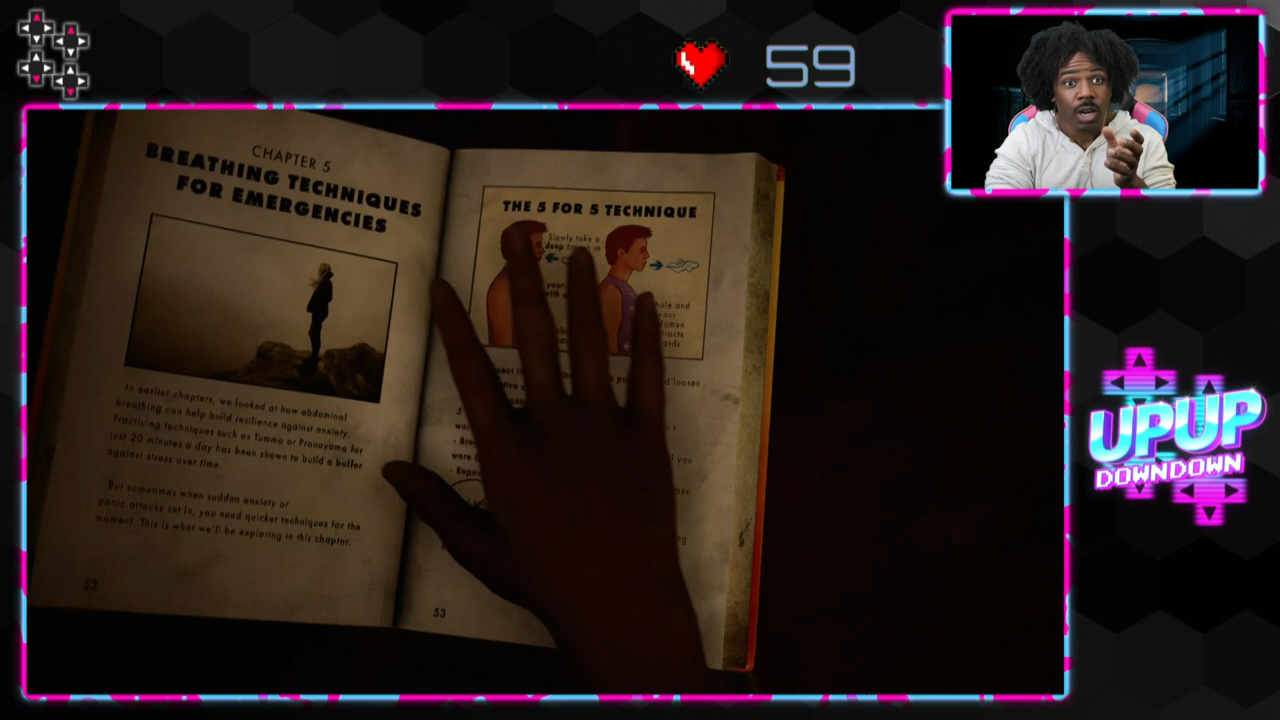 59
CHAPTER 5
BREATHING TECHNIQUES
FOR EMERGENCIES
In earlier chapters, we looked at how abdominal
breathing can help build resilience against anxiety.
Practicing techniques such as Tummo or Pranayama for
just 20 minutes a day has been shown to build a buffer
against stress over time.
But sometimes when sudden anxiety or
panic attacks set in, you need quicker techniques for the
moment. This is what we'll be exploring in this chapter.
52
THE 5 FOR 5 TECHNIQUE
Slowly take a
deep in
your
and
loosen
you
53
UPUP
DOWNDOWN